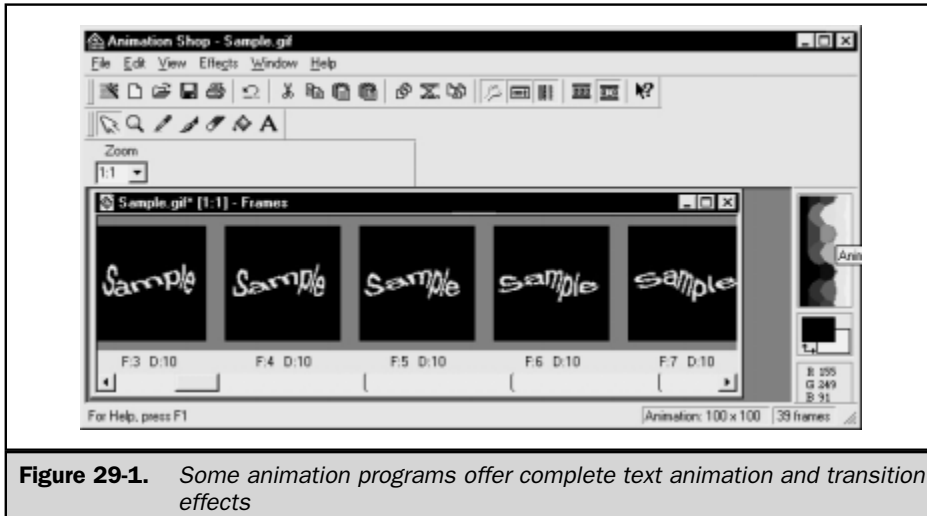 Animation Shop - Sample.gif
File Edit View Effects Window Help
Zoom
1:1
Sample.gif* [1:1] - Frames
Sample Sample Sample Sample Sample
F:3 D:10 F:4 D:10 F:5 D:10 F:6 D:10 F:7 D:10
Anim
R 155
G 249
B 91
For Help, press F1
Animation: 100 x 100 39 frames
Figure 29-1. Some animation programs offer complete text animation and transition
effects